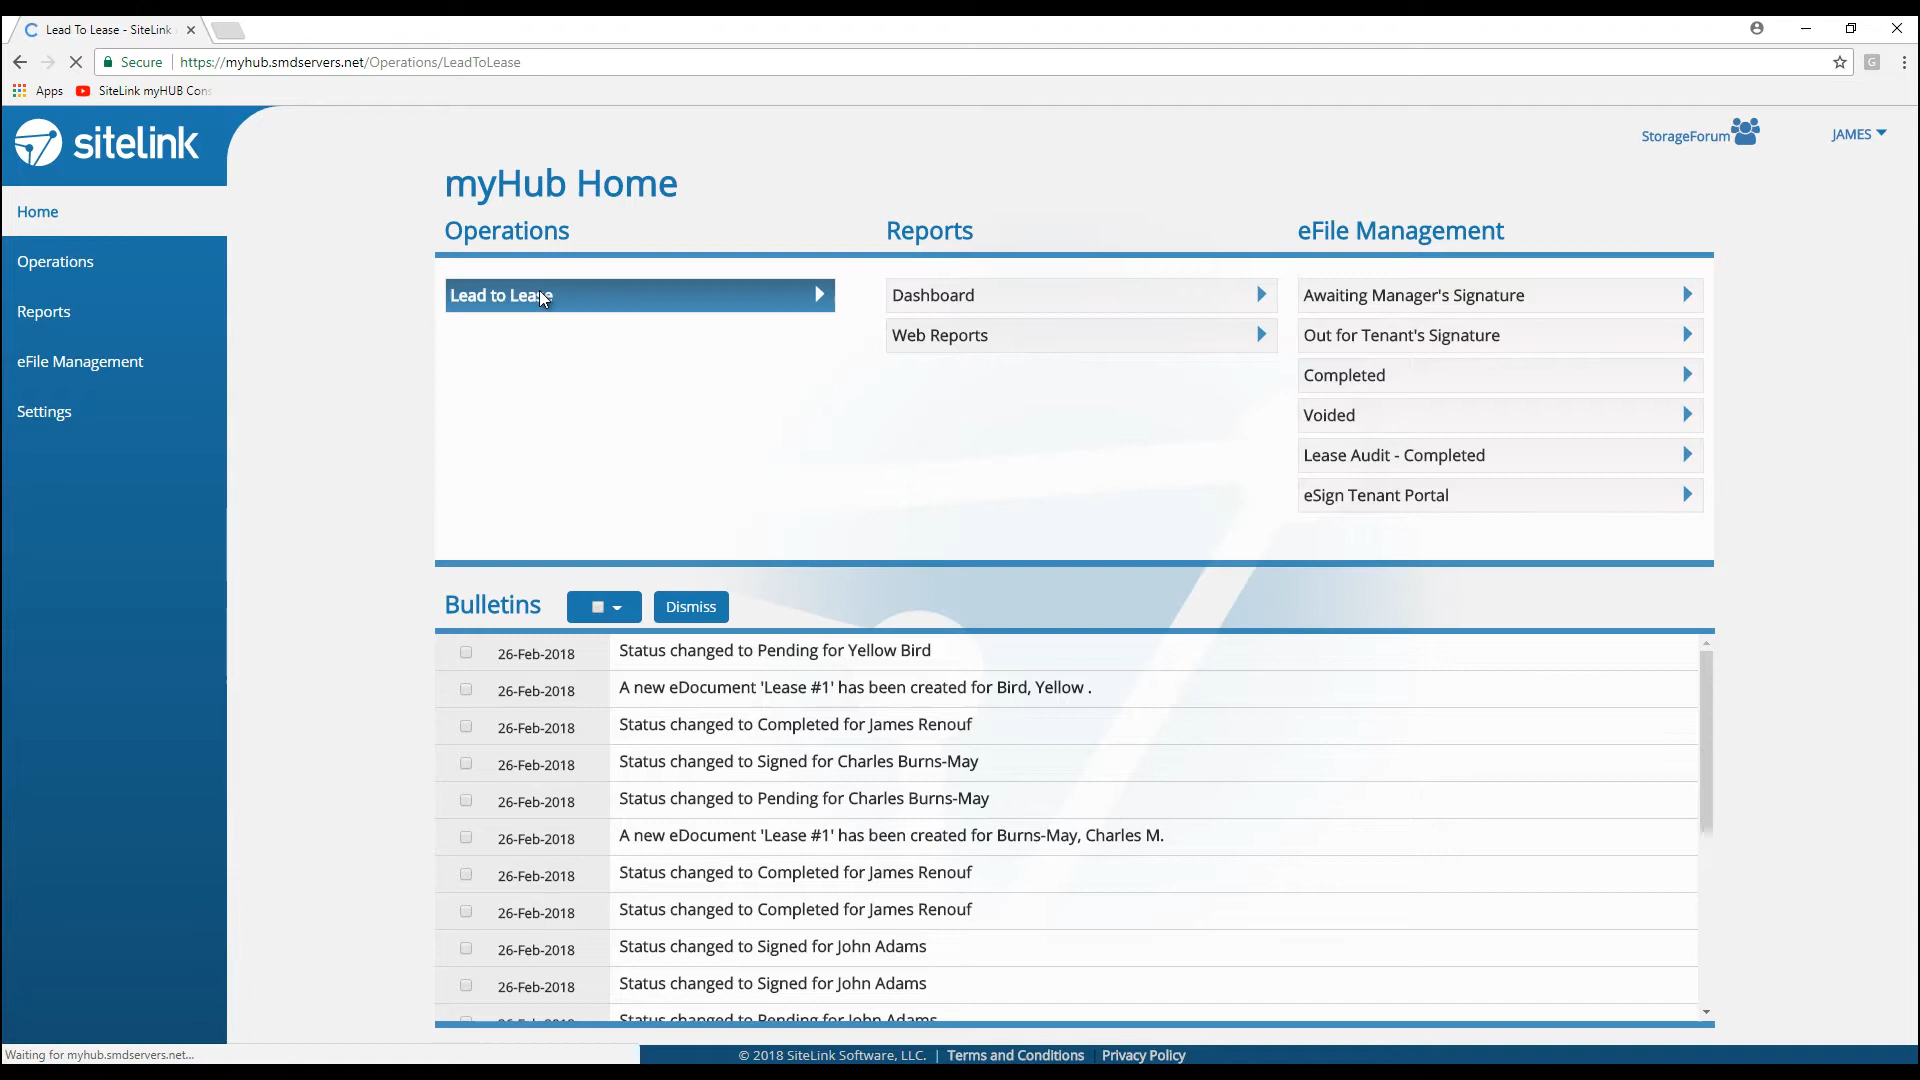 Lead To Lease - SiteLink
Secure https://myhub.smdservers.net/Operations/LeadToLease
G
Apps SiteLink myHUB Cons
sitelink
StorageForum
JAMES
Home
Operations
Reports
eFile Management
Settings
myHub Home
Operations
Lead to Lease
Reports
Dashboard
Web Reports
eFile Management
Awaiting Manager's Signature
Out for Tenant's Signature
Completed
Voided
Lease Audit - Completed
eSign Tenant Portal
Bulletins Dismiss
26-Feb-2018 Status changed to Pending for Yellow Bird
26-Feb-2018 A new eDocument 'Lease #1' has been created for Bird, Yellow .
26-Feb-2018 Status changed to Completed for James Renouf
26-Feb-2018 Status changed to Signed for Charles Burns-May
26-Feb-2018 Status changed to Pending for Charles Burns-May
26-Feb-2018 A new eDocument 'Lease #1' has been created for Burns-May, Charles M.
26-Feb-2018 Status changed to Completed for James Renouf
26-Feb-2018 Status changed to Completed for James Renouf
26-Feb-2018 Status changed to Signed for John Adams
26-Feb-2018 Status changed to Signed for John Adams
26-Feb-2018 Status changed to Pending for John Adams
Waiting for myhub.smdservers.net...
© 2018 SiteLink Software, LLC. | Terms and Conditions | Privacy Policy